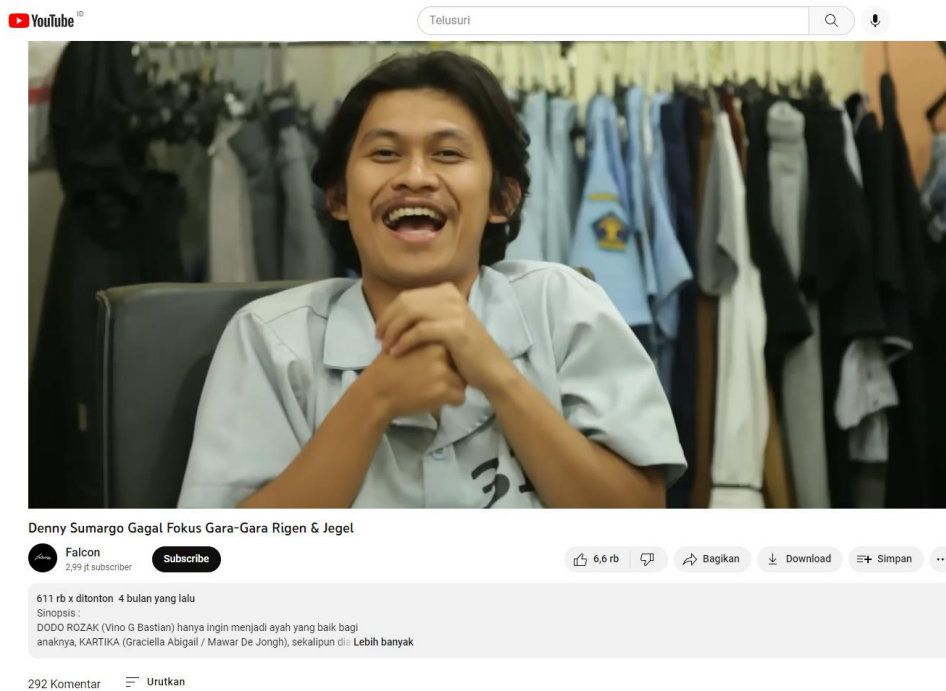 YouTube ID
Telusuri
Denny Sumargo Gagal Fokus Gara-Gara Rigen & Jegel
Falcon
2,99 jt subscriber
Subscribe
6,6 rb
Bagikan
Download
Simpan
611 rb x ditonton 4 bulan yang lalu
Sinopsis :
DODO ROZAK (Vino G Bastian) hanya ingin menjadi ayah yang baik bagi
anaknya, KARTIKA (Graciella Abigail / Mawar De Jongh), sekalipun dia Lebih banyak
292 Komentar
Urutkan